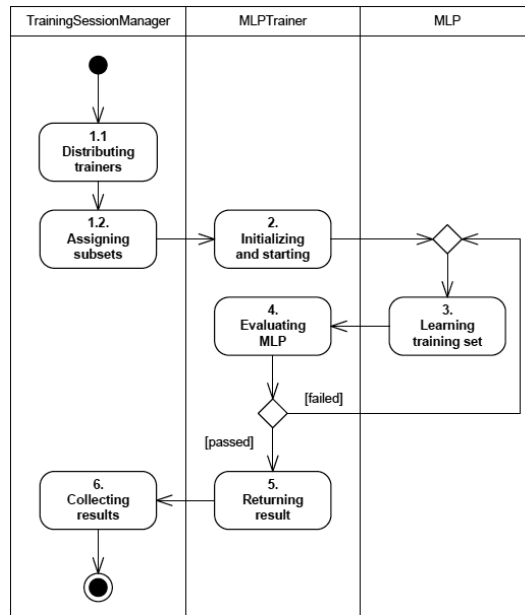 TrainingSessionManager
MLPTrainer
MLP
1.1
Distributing
trainers
1.2.
Assigning
subsets
2.
Initializing
and starting
3.
Learning
training set
4.
Evaluating
MLP
[failed]
[passed]
5.
Returning
result
6.
Collecting
results